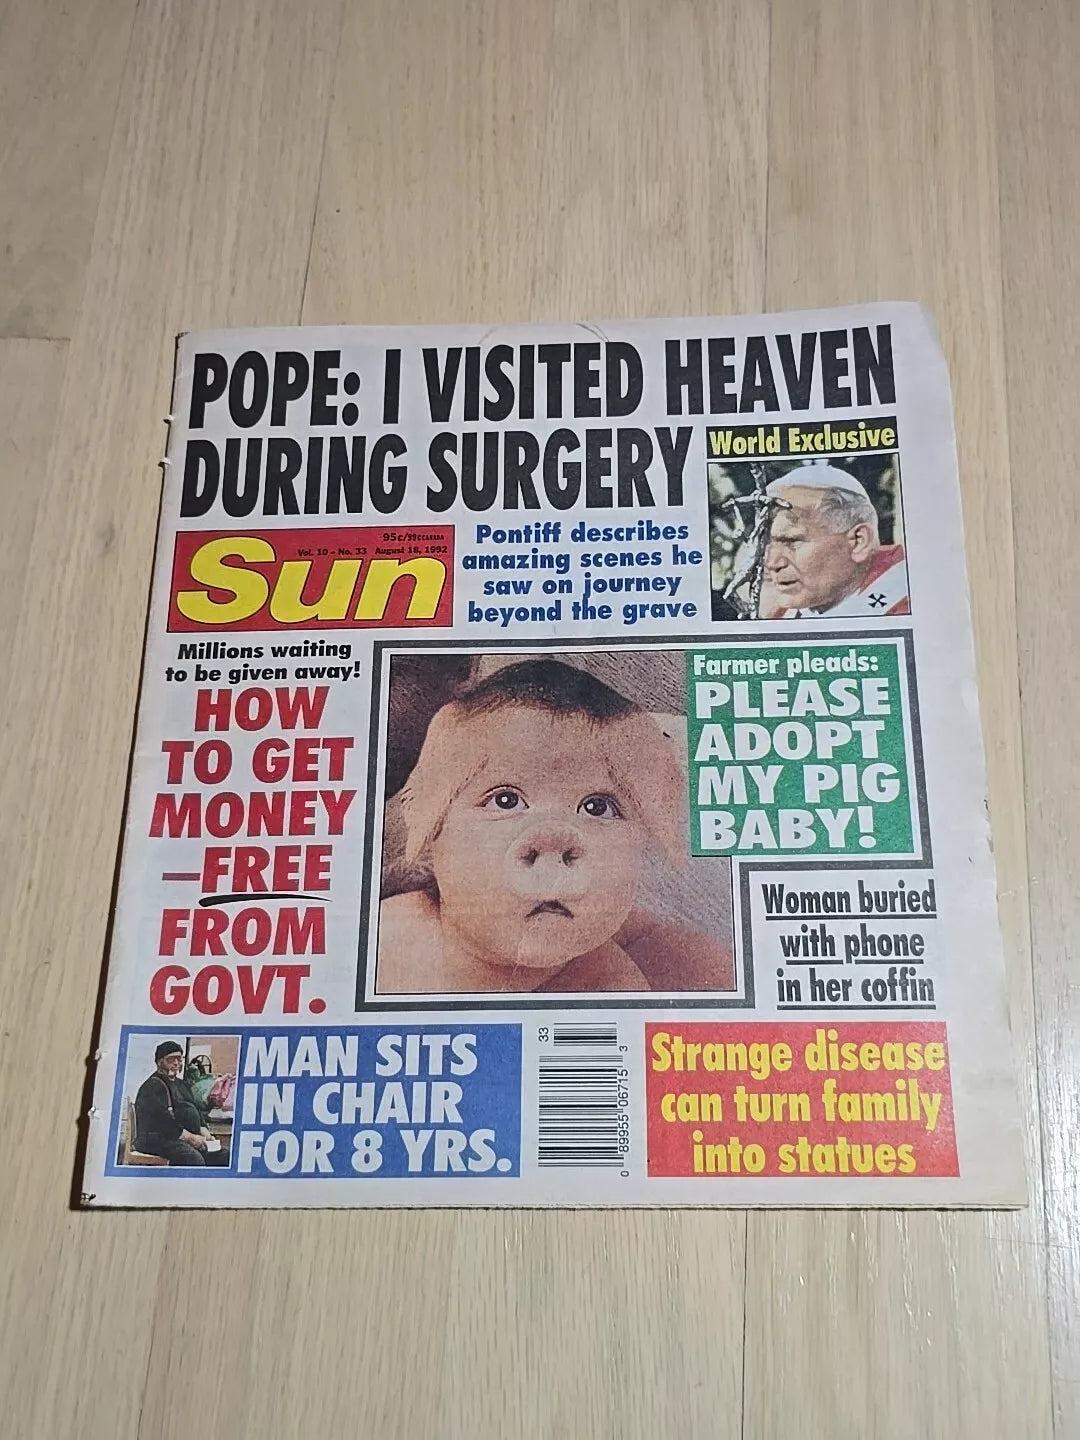 POPE: I VISITED HEAVEN
DURING SURGERY
World Exclusive
Pontiff describes
amazing scenes he
saw on journey
beyond the grave
95¢/99¢CANADA
Vol. 10 – No. 33 August 18, 1992
Sun
Millions waiting
to be given away!
HOW
TO GET
MONEY
—FREE
FROM
GOVT.
Farmer pleads:
PLEASE
ADOPT
MY PIG
BABY!
Woman buried
with phone
in her coffin
MAN SITS
IN CHAIR
FOR 8 YRS.
33
0 89955 06715 3
Strange disease
can turn family
into statues